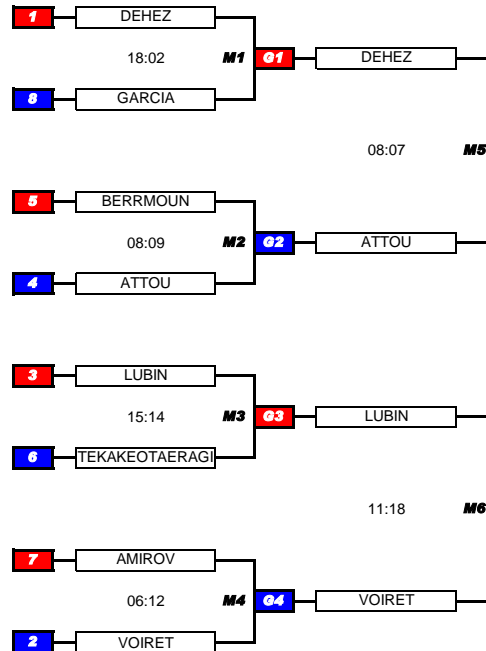 1 DEHEZ
18:02 M1 G1 DEHEZ
8 GARCIA
08:07 M5
5 BERRMOUN
08:09 M2 G2 ATTOU
4 ATTOU
3 LUBIN
15:14 M3 G3 LUBIN
6 TEKAKEOTAERAGI
11:18 M6
7 AMIROV
06:12 M4 G4 VOIRET
2 VOIRET